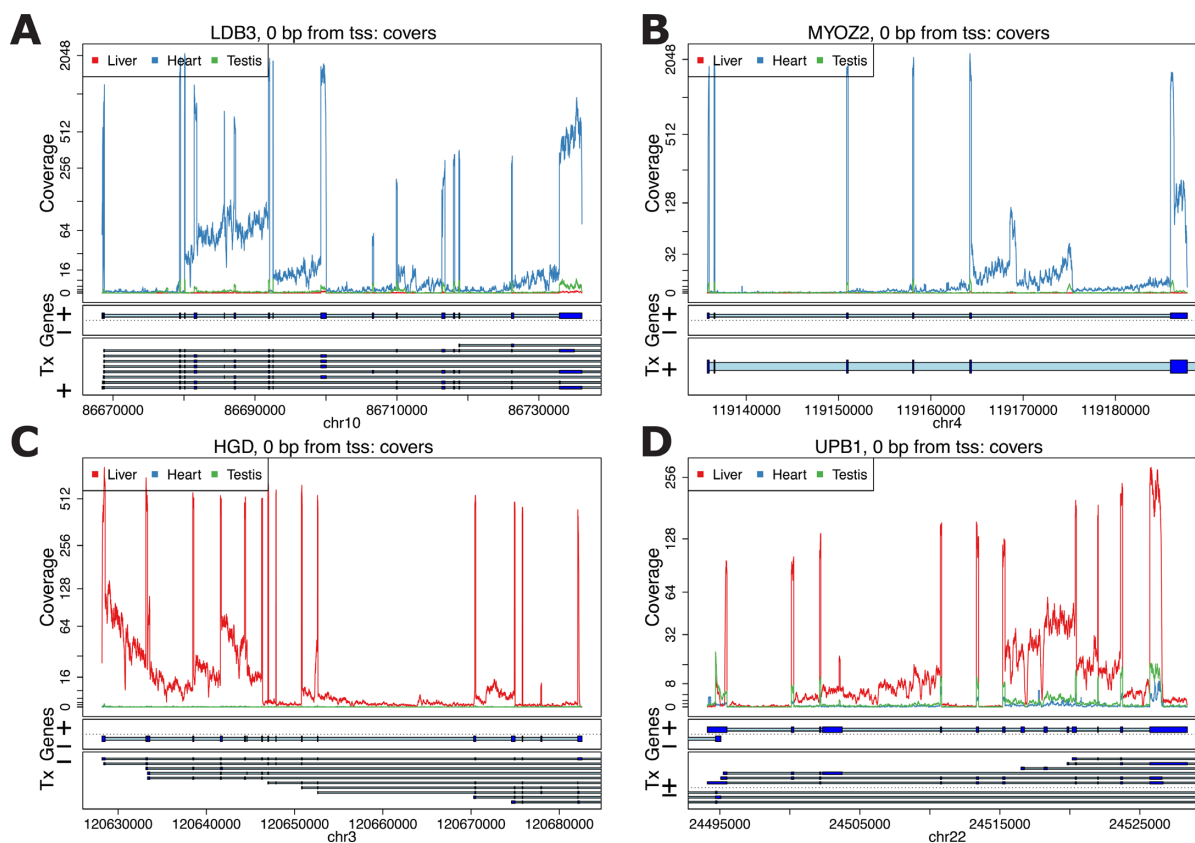 A
LDB3, 0 bp from tss: covers
Liver Heart Testis
Coverage
2048
512
256
64
16
0
Genes
+
−
Tx
+
86670000 86690000 86710000 86730000
chr10
B
MYOZ2, 0 bp from tss: covers
Liver Heart Testis
Coverage
2048
512
128
32
0
Genes
+
−
Tx
+
119140000 119150000 119160000 119170000 119180000
chr4
C
HGD, 0 bp from tss: covers
Liver Heart Testis
Coverage
512
256
128
64
16
0
Genes
+
−
Tx
−
120630000 120640000 120650000 120660000 120670000 120680000
chr3
D
UPB1, 0 bp from tss: covers
Liver Heart Testis
Coverage
256
128
64
32
8
0
Genes
+
−
Tx
+
−
24495000 24505000 24515000 24525000
chr22